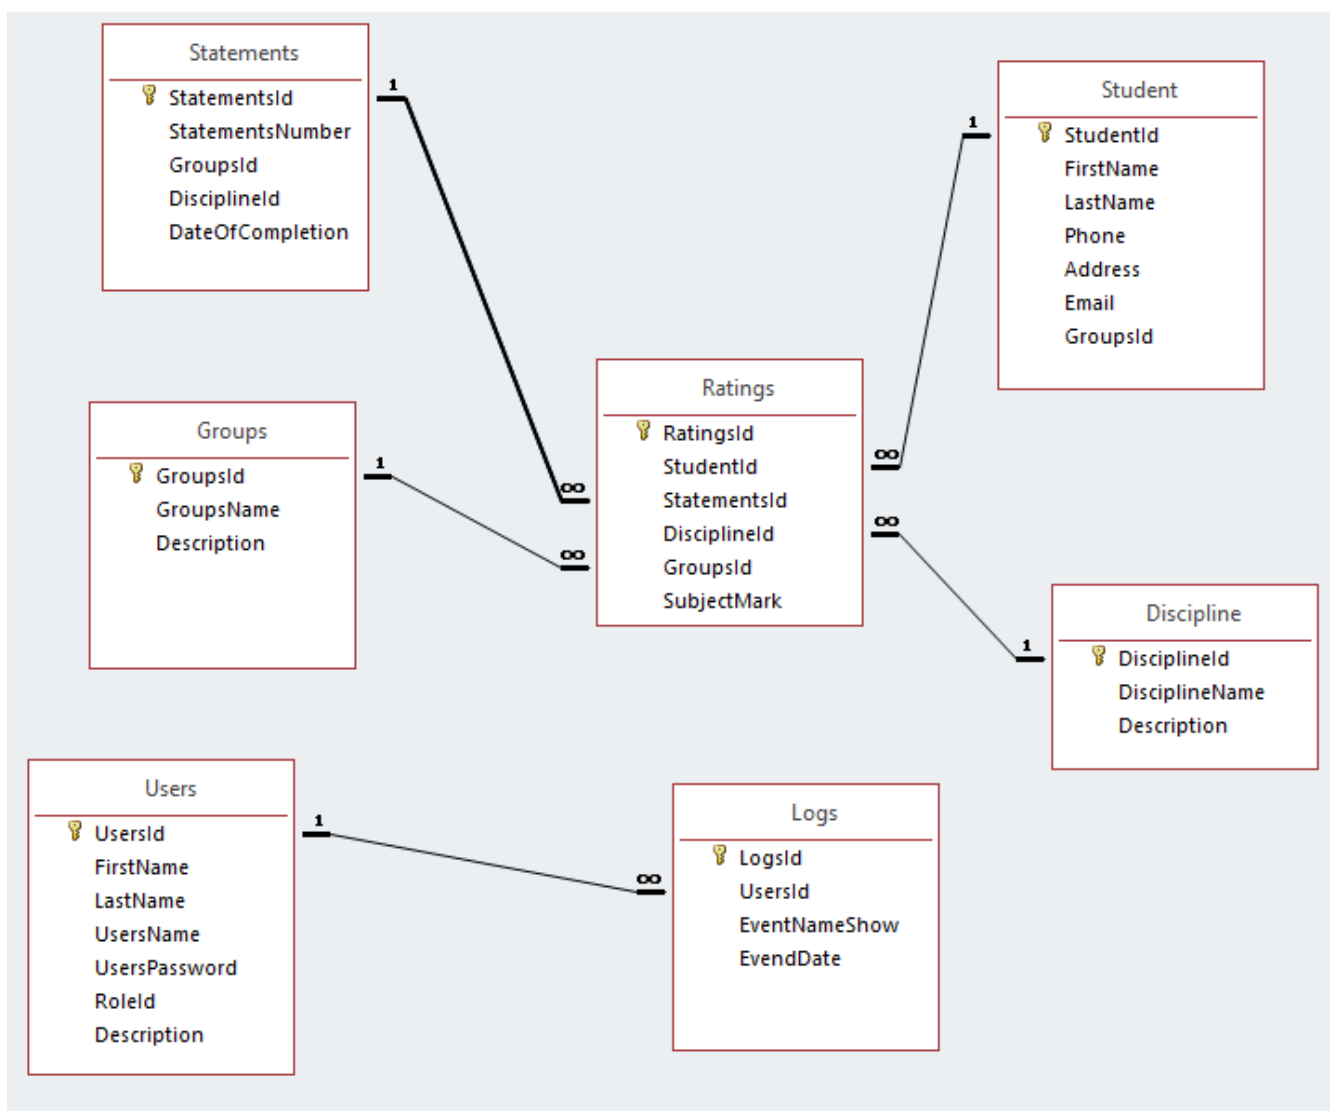 Statements
StatementsId
StatementsNumber
GroupsId
DisciplineId
DateOfCompletion
1
Student
StudentId
FirstName
LastName
Phone
Address
Email
GroupsId
1
Groups
GroupsId
GroupsName
Description
1
Ratings
RatingsId
StudentId
StatementsId
DisciplineId
GroupsId
SubjectMark
∞
∞
∞
∞
Discipline
DisciplineId
DisciplineName
Description
1
Users
UsersId
FirstName
LastName
UsersName
UsersPassword
RoleId
Description
1
Logs
LogsId
UsersId
EventNameShow
EvendDate
∞